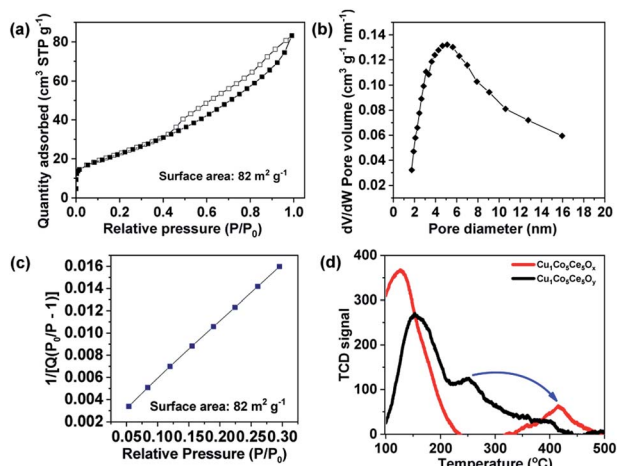 (a)
Quantity adsorbed (cm³ STP g⁻¹)
80
60
40
20
0
Surface area: 82 m² g⁻¹
0.0 0.2 0.4 0.6 0.8 1.0
Relative pressure (P/P₀)
(b)
dV/dW Pore volume (cm³ g⁻¹ nm⁻¹)
0.14
0.12
0.10
0.08
0.06
0.04
0.02
0 2 4 6 8 10 12 14 16 18 20
Pore diameter (nm)
(c)
1/[Q(P₀/P - 1)]
0.016
0.014
0.012
0.010
0.008
0.006
0.004
0.002
Surface area: 82 m² g⁻¹
0.05 0.10 0.15 0.20 0.25 0.30
Relative Pressure (P/P₀)
(d)
TCD signal
400
300
200
100
0
Cu₁Co₅Ce₅Oₓ
Cu₁Co₅Ce₅Oᵧ
100 200 300 400 500
Temperature (°C)